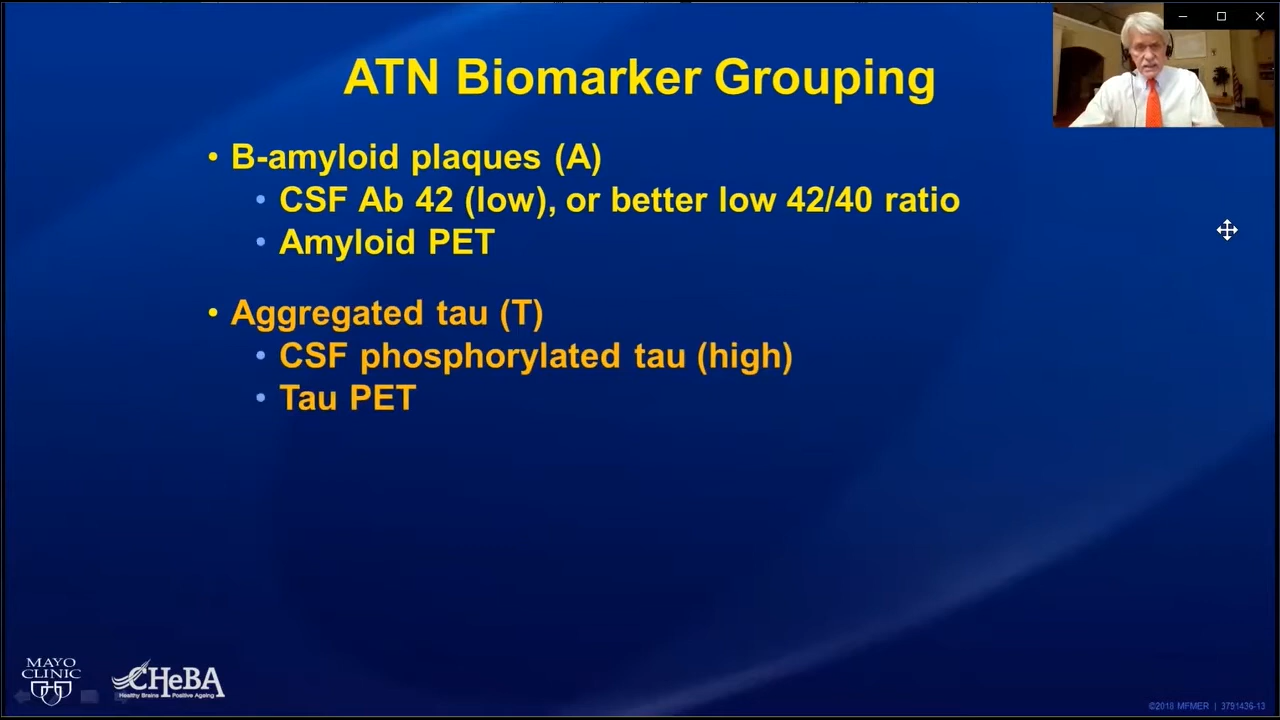 ATN Biomarker Grouping
• B-amyloid plaques (A)
• CSF Ab 42 (low), or better low 42/40 ratio
• Amyloid PET
• Aggregated tau (T)
• CSF phosphorylated tau (high)
• Tau PET
MAYO
CLINIC
CHeBA
Healthy Brains Positive Ageing
©2018 MFMER | 3791436-13